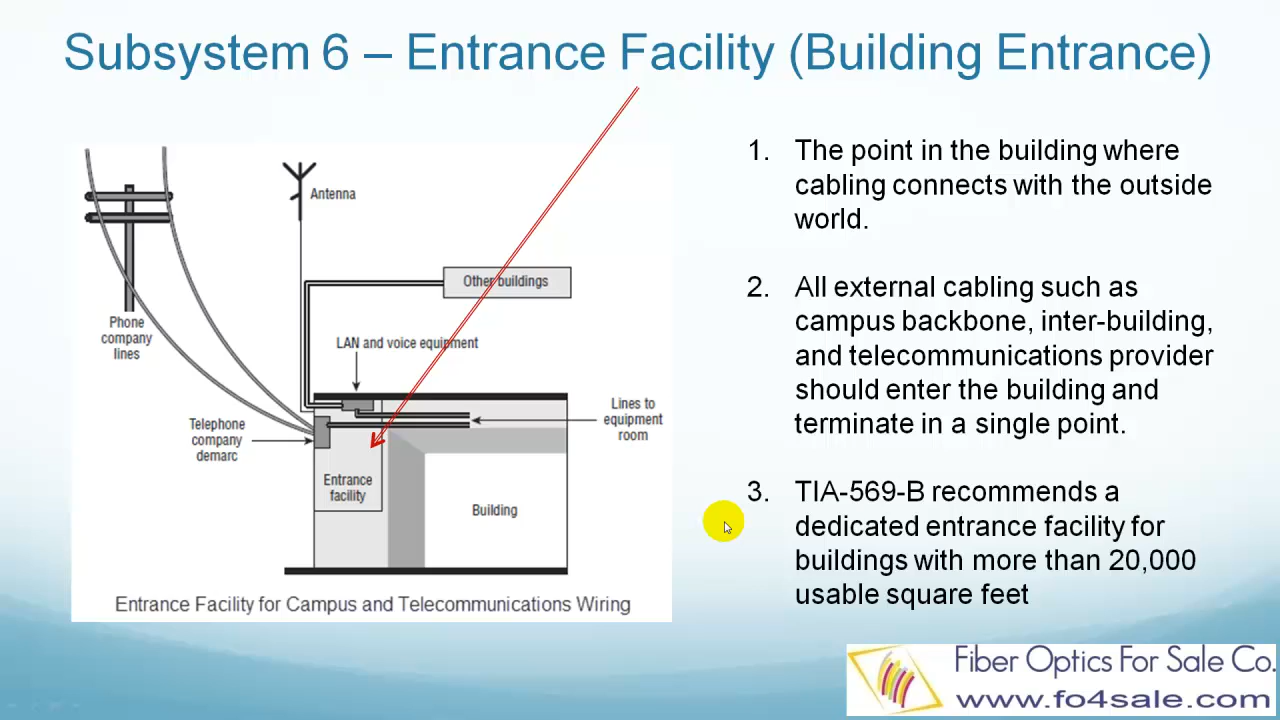 Subsystem 6 – Entrance Facility (Building Entrance)
Antenna
Other buildings
Phone
company
lines
LAN and voice equipment
Telephone
company
demarc
Lines to
equipment
room
Entrance
facility
Building
Entrance Facility for Campus and Telecommunications Wiring
1. The point in the building where
cabling connects with the outside
world.
2. All external cabling such as
campus backbone, inter-building,
and telecommunications provider
should enter the building and
terminate in a single point.
3. TIA-569-B recommends a
dedicated entrance facility for
buildings with more than 20,000
usable square feet
Fiber Optics For Sale Co.
www.fo4sale.com